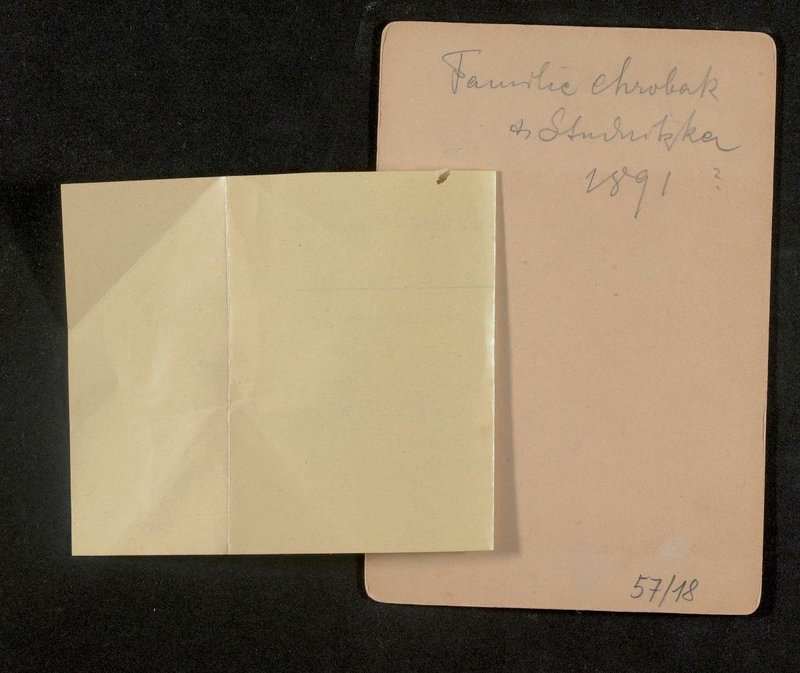 Familie Chrobak
& Studnitzka
1891 ?
57/18